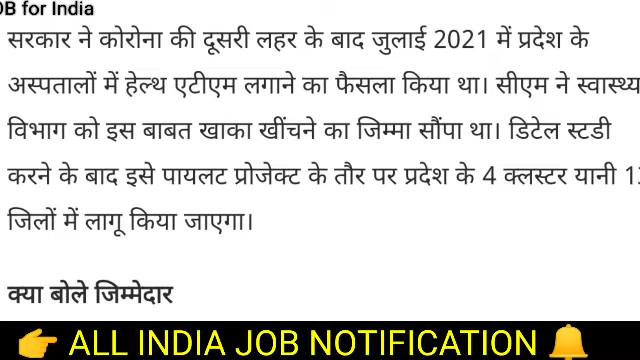 OB for India
सरकार ने कोरोना की दूसरी लहर के बाद जुलाई 2021 में प्रदेश के
अस्पतालों में हेल्थ एटीएम लगाने का फैसला किया था। सीएम ने स्वास्थ्य
विभाग को इस बाबत खाका खींचने का जिम्मा सौंपा था। डिटेल स्टडी
करने के बाद इसे पायलट प्रोजेक्ट के तौर पर प्रदेश के 4 क्लस्टर यानी
जिलों में लागू किया जाएगा।
क्या बोले जिम्मेदार
👉 ALL INDIA JOB NOTIFICATION 🔔